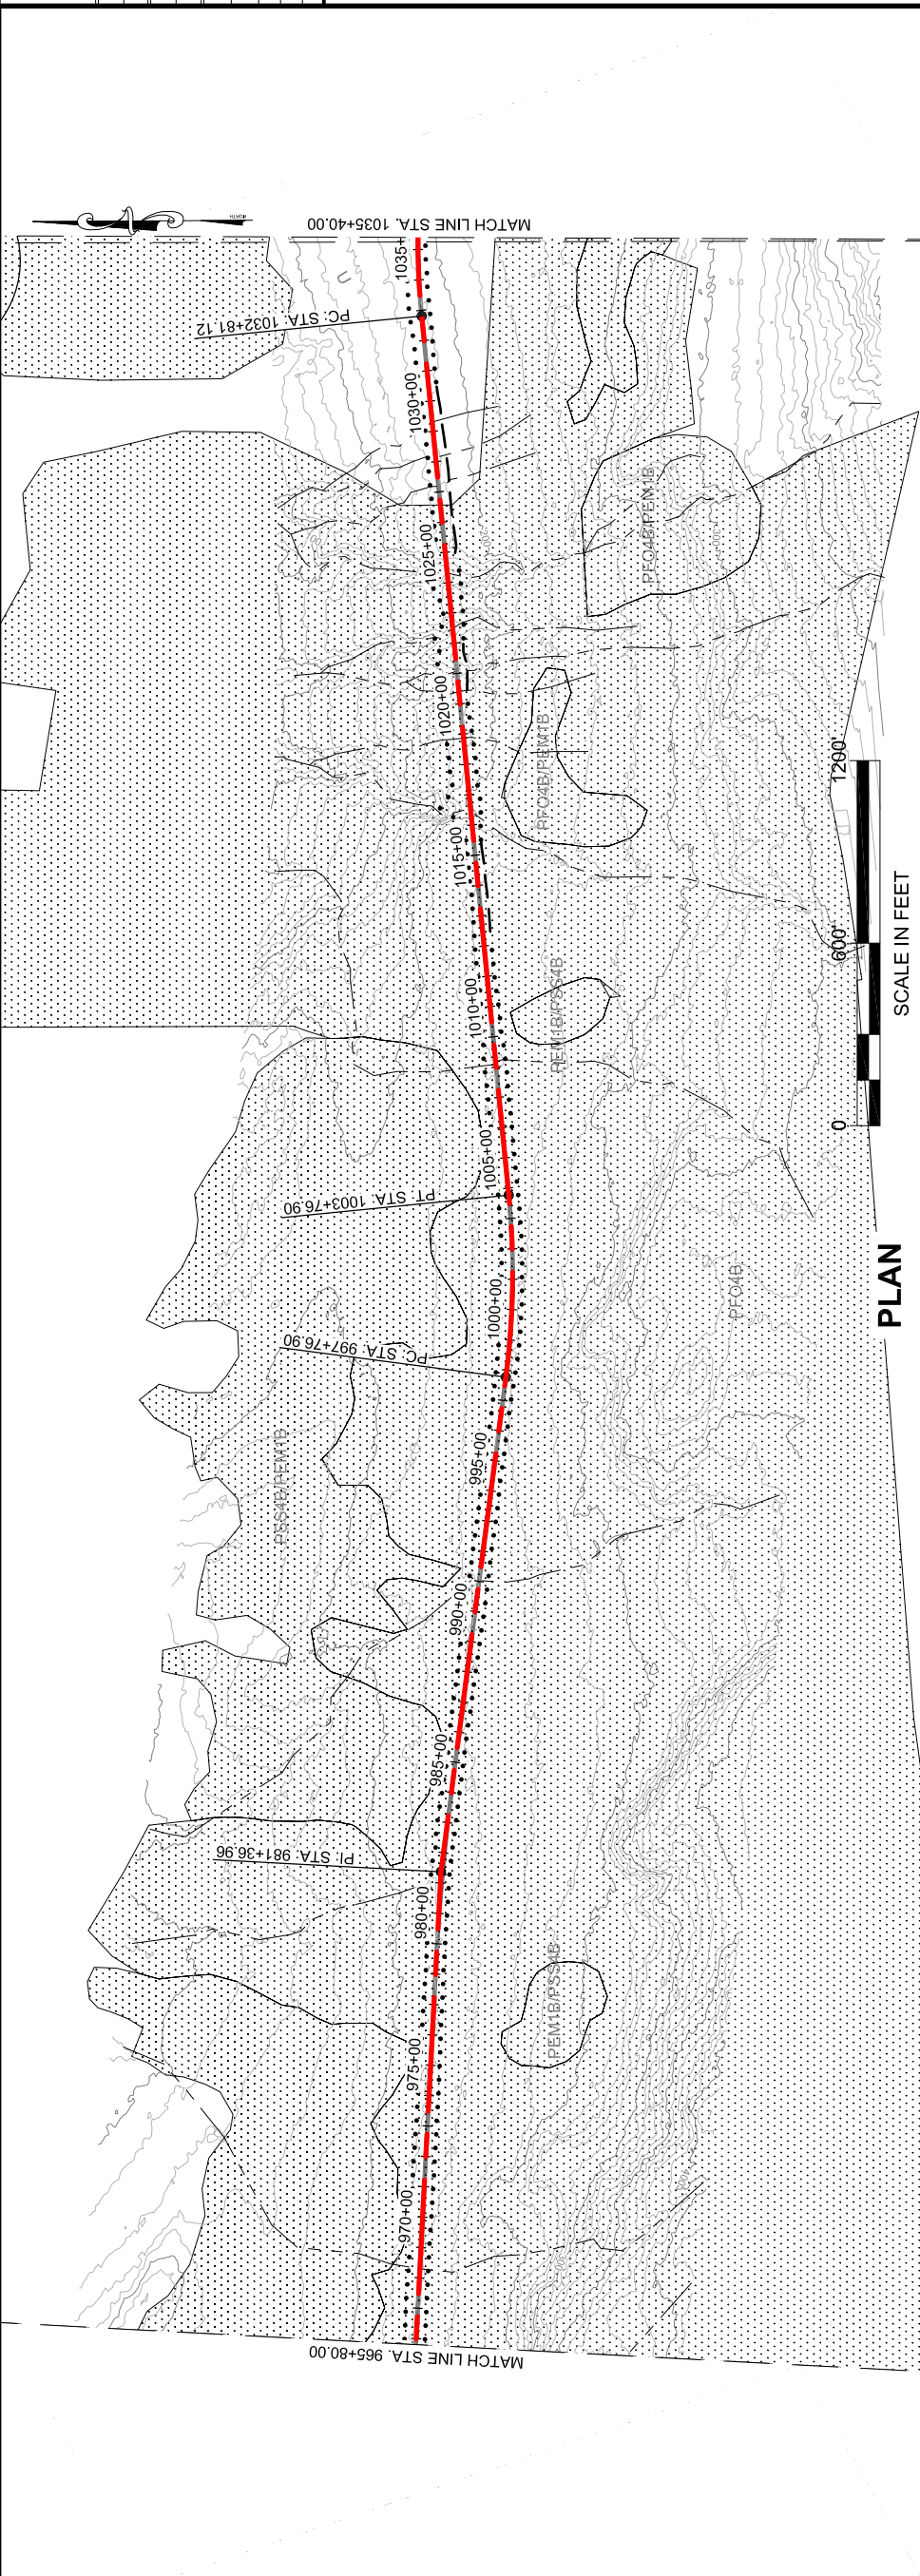 NORTH
MATCH LINE STA. 965+80.00
970+00
975+00
980+00
PI: STA: 981+36.96
985+00
990+00
995+00
PC: STA: 997+76.90
1000+00
PT: STA: 1003+76.90
1005+00
1010+00
1015+00
1020+00
1025+00
1030+00
PC: STA: 1032+81.12
1035+
MATCH LINE STA. 1035+40.00
PSS4B/PEM1B
PEM1B/PSS4B
PEM1B/PSS4B
PFO4B/PEM1B
PFO4B/PEM1B
PFO4B
0
600'
1200'
SCALE IN FEET
PLAN